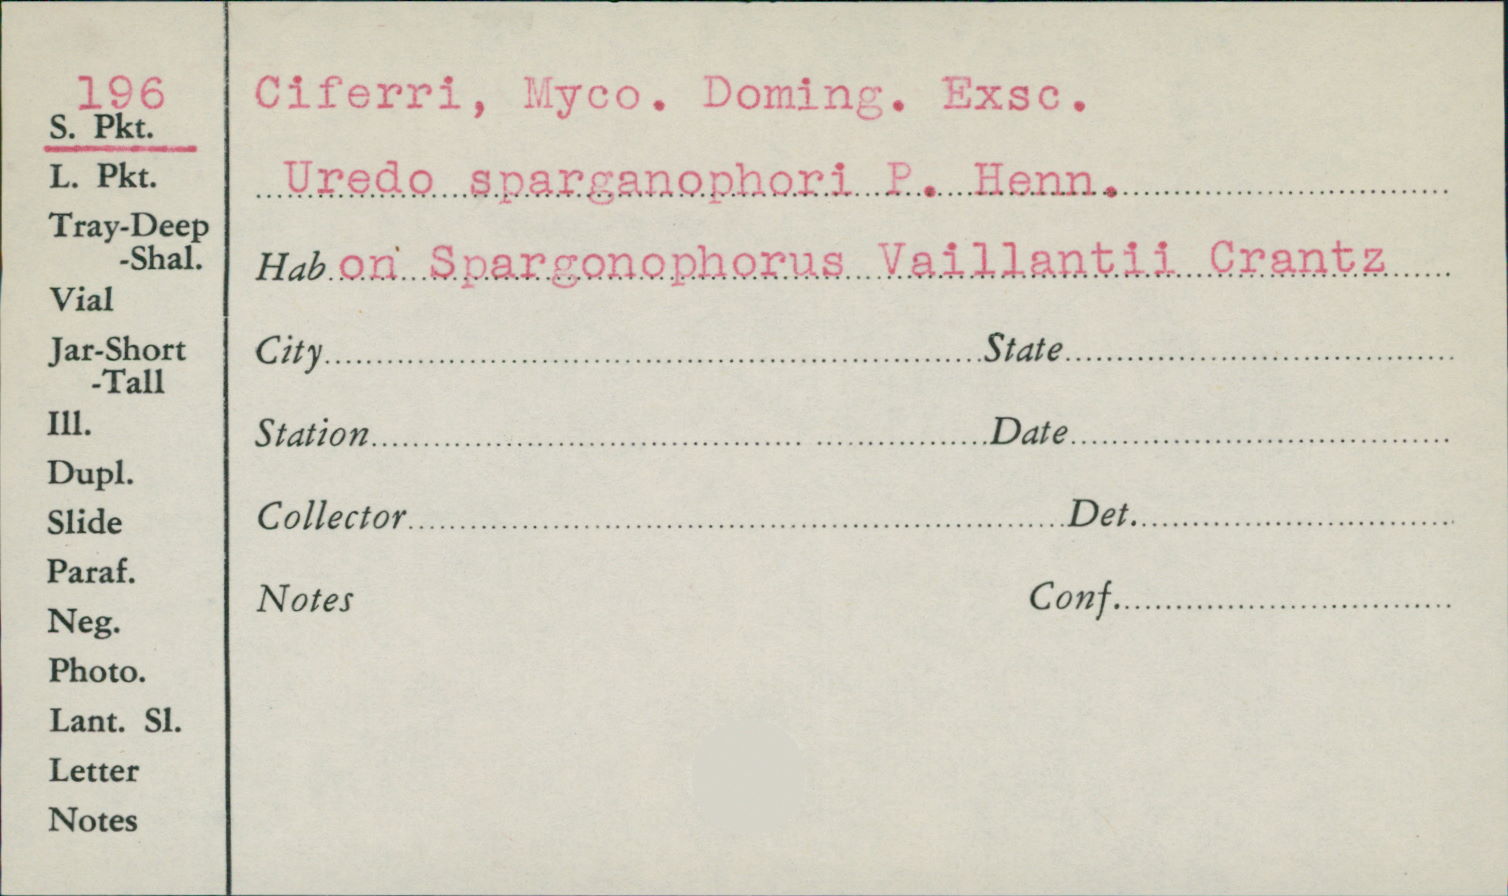 196
S. Pkt.
L. Pkt.
Tray-Deep
-Shal.
Vial
Jar-Short
-Tall
Ill.
Dupl.
Slide
Paraf.
Neg.
Photo.
Lant. Sl.
Letter
Notes
Ciferri, Myco. Doming. Exsc.
Uredo sparganophori P. Henn.
Hab on Spargonophorus Vaillantii Crantz
City State
Station Date
Collector Det.
Notes Conf.